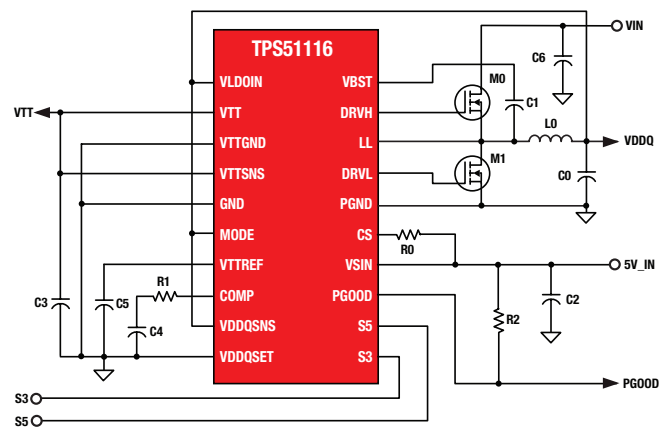 TPS51116
VIN
C6
VLDOIN
VBST
M0
C1
VTT
VTT
DRVH
L0
VTTGND
LL
VDDQ
M1
VTTSNS
DRVL
C0
GND
PGND
MODE
CS
R0
VTTREF
VSIN
5V_IN
R1
C3
C5
COMP
PGOOD
C2
C4
R2
VDDQSNS
S5
VDDQSET
S3
PGOOD
S3
S5